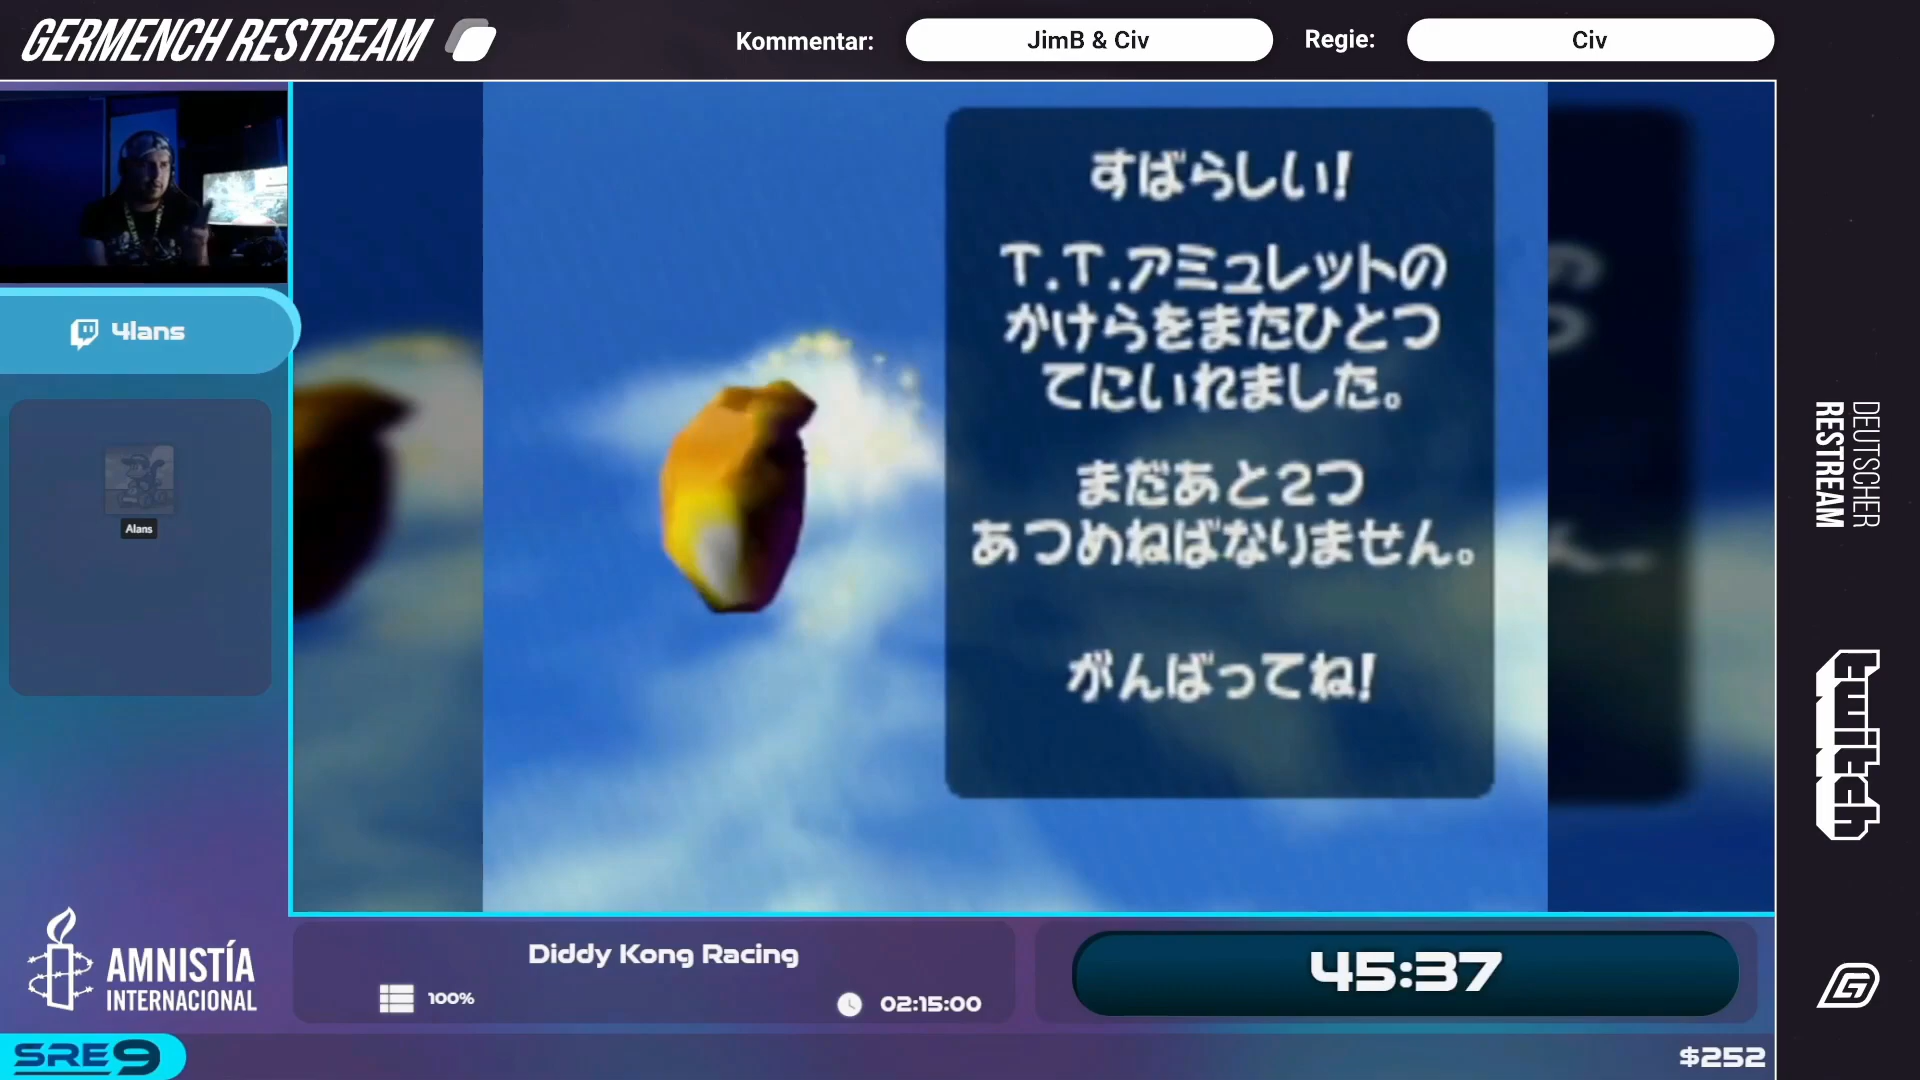 GERMENCH RESTREAM
Kommentar:
JimB & Civ
Regie:
Civ
4lans
Alans
すばらしい!
T.T.アミュレットの
かけらをまたひとつ
てにいれました。
まだあと2つ
あつめねばなりません。
がんばってね!
DEUTSCHER
RESTREAM
twitch
AMNISTÍA
INTERNACIONAL
Diddy Kong Racing
100%
02:15:00
45:37
SRE9
$252